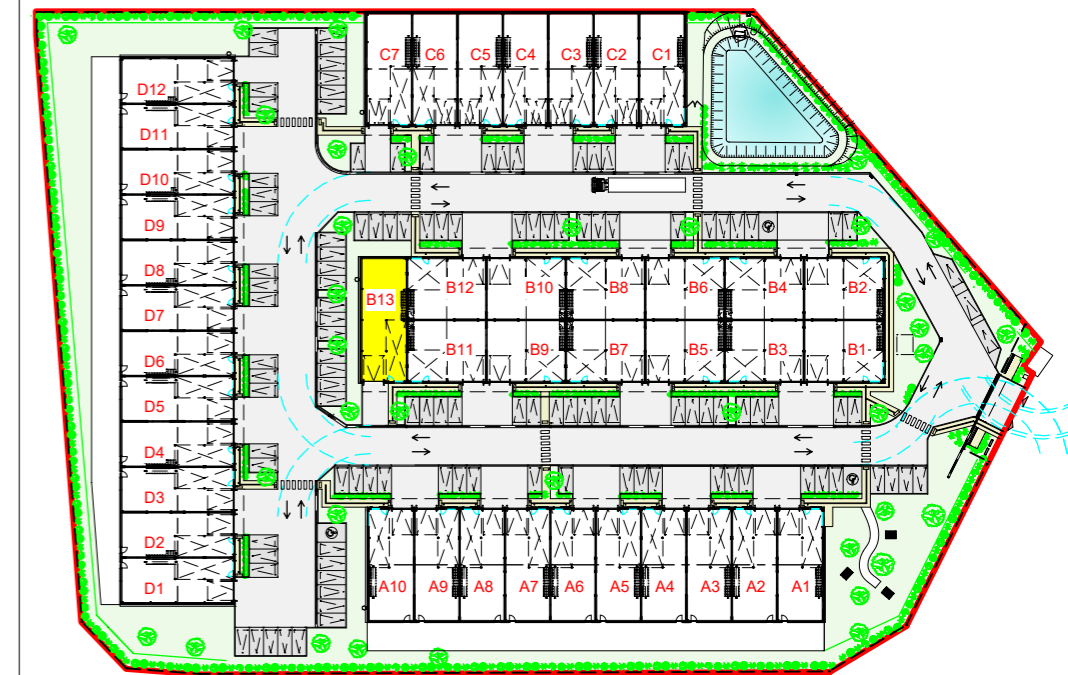 C7 C6 C5 C4 C3 C2 C1
D12
D11
D10
D9
D8
D7
D6
D5
D4
D3
D2
D1
B13 B12 B10 B8 B6 B4 B2
B11 B9 B7 B5 B3 B1
A10 A9 A8 A7 A6 A5 A4 A3 A2 A1